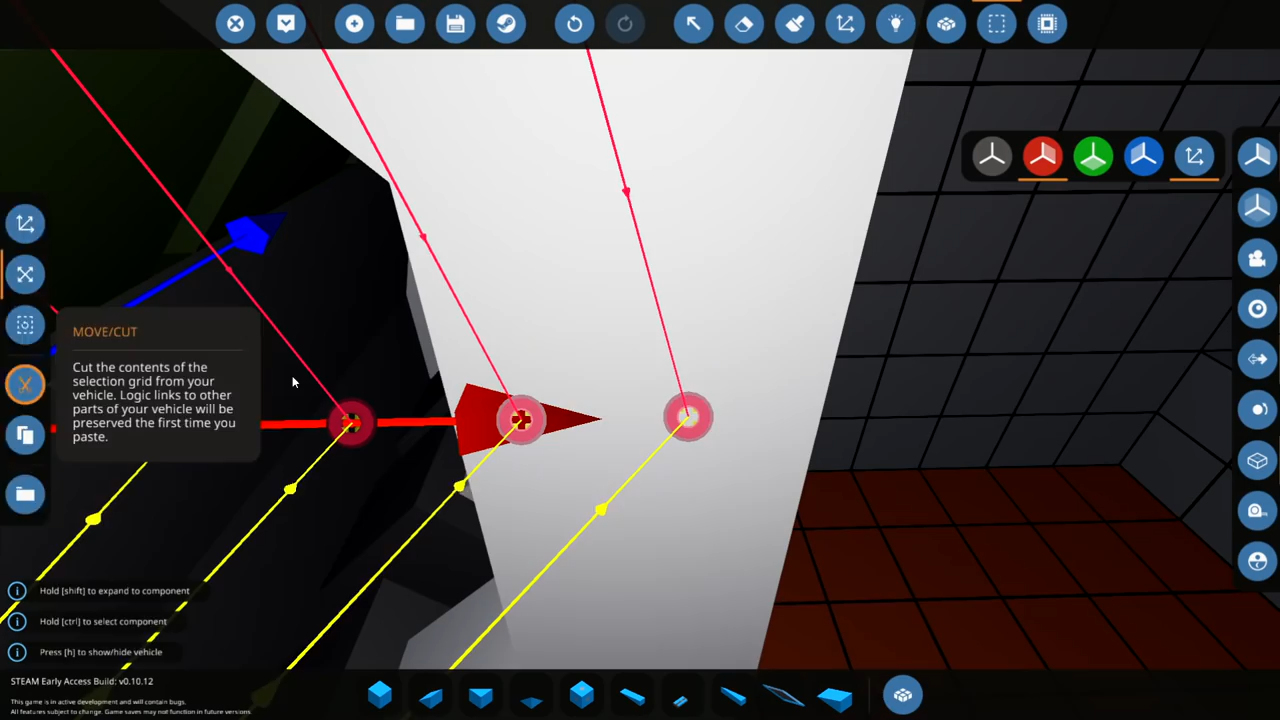 MOVE/CUT
Cut the contents of the
selection grid from your
vehicle. Logic links to other
parts of your vehicle will be
preserved the first time you
paste.
Hold [shift] to expand to component
Hold [ctrl] to select component
Press [h] to show/hide vehicle
STEAM Early Access Build: v0.10.12
This game is in active development and will contain bugs.
All features subject to change. Game saves may not function in future versions